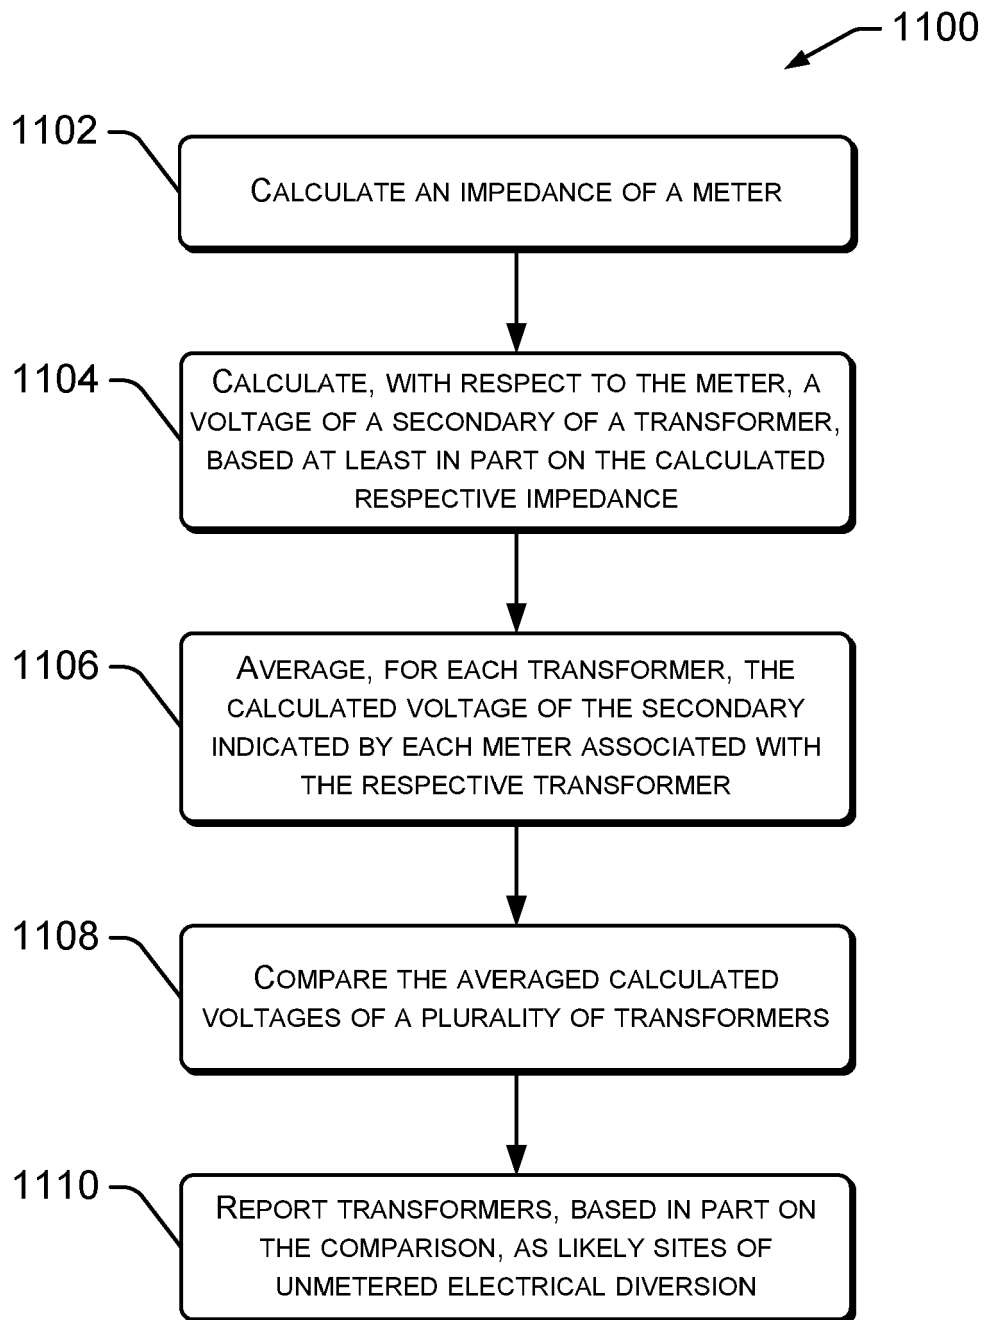 1100
1102
CALCULATE AN IMPEDANCE OF A METER
1104
CALCULATE, WITH RESPECT TO THE METER, A
VOLTAGE OF A SECONDARY OF A TRANSFORMER,
BASED AT LEAST IN PART ON THE CALCULATED
RESPECTIVE IMPEDANCE
1106
AVERAGE, FOR EACH TRANSFORMER, THE
CALCULATED VOLTAGE OF THE SECONDARY
INDICATED BY EACH METER ASSOCIATED WITH
THE RESPECTIVE TRANSFORMER
1108
COMPARE THE AVERAGED CALCULATED
VOLTAGES OF A PLURALITY OF TRANSFORMERS
1110
REPORT TRANSFORMERS, BASED IN PART ON
THE COMPARISON, AS LIKELY SITES OF
UNMETERED ELECTRICAL DIVERSION